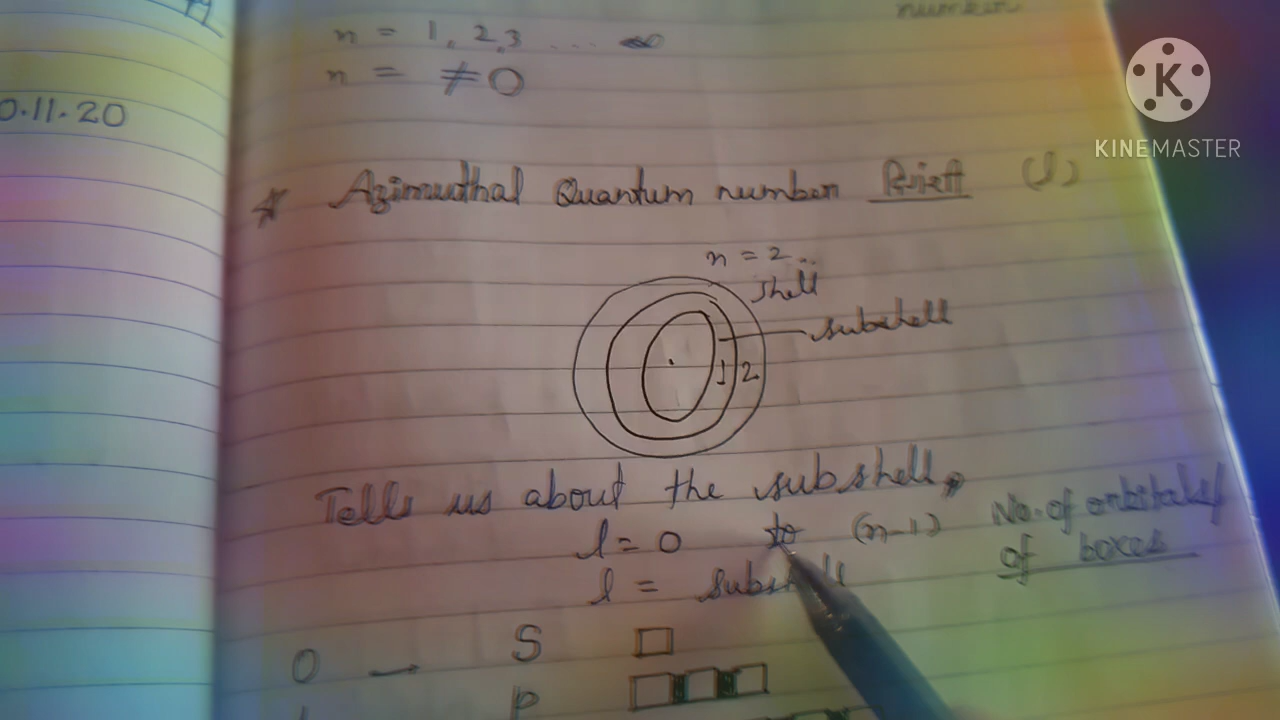 number
n = 1, 2, 3 ... ∞
n = ≠ 0
0.11.20
K
KINEMASTER
* Azimuthal Quantum number (l)
n = 2 ..
shell
subshell
1 2
Tells us about the subshell.
l = 0 to (n-1) No. of orbitals/
of boxes
l = subshell
0 → S
p